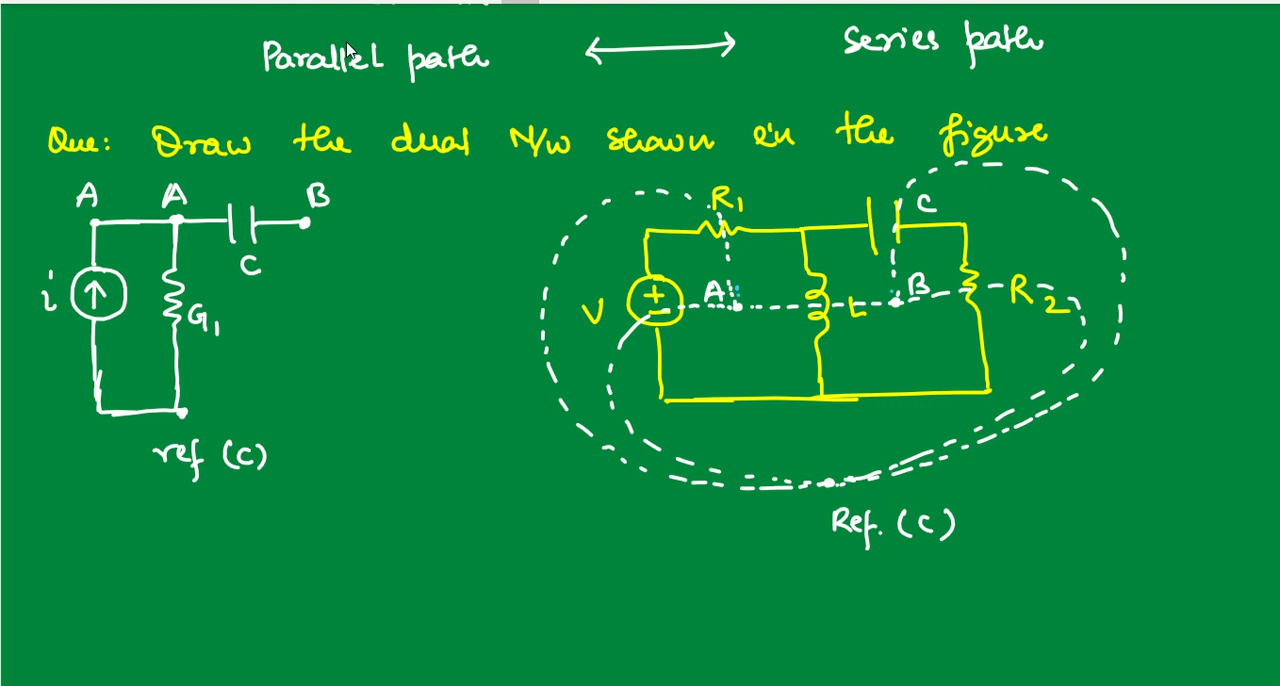 Parallel path ⟷ Series path
Que: Draw the dual N/w shown in the figure
A A B
C
i
G1
ref (C)
R1 C
V + − A L B R2
Ref. (C)